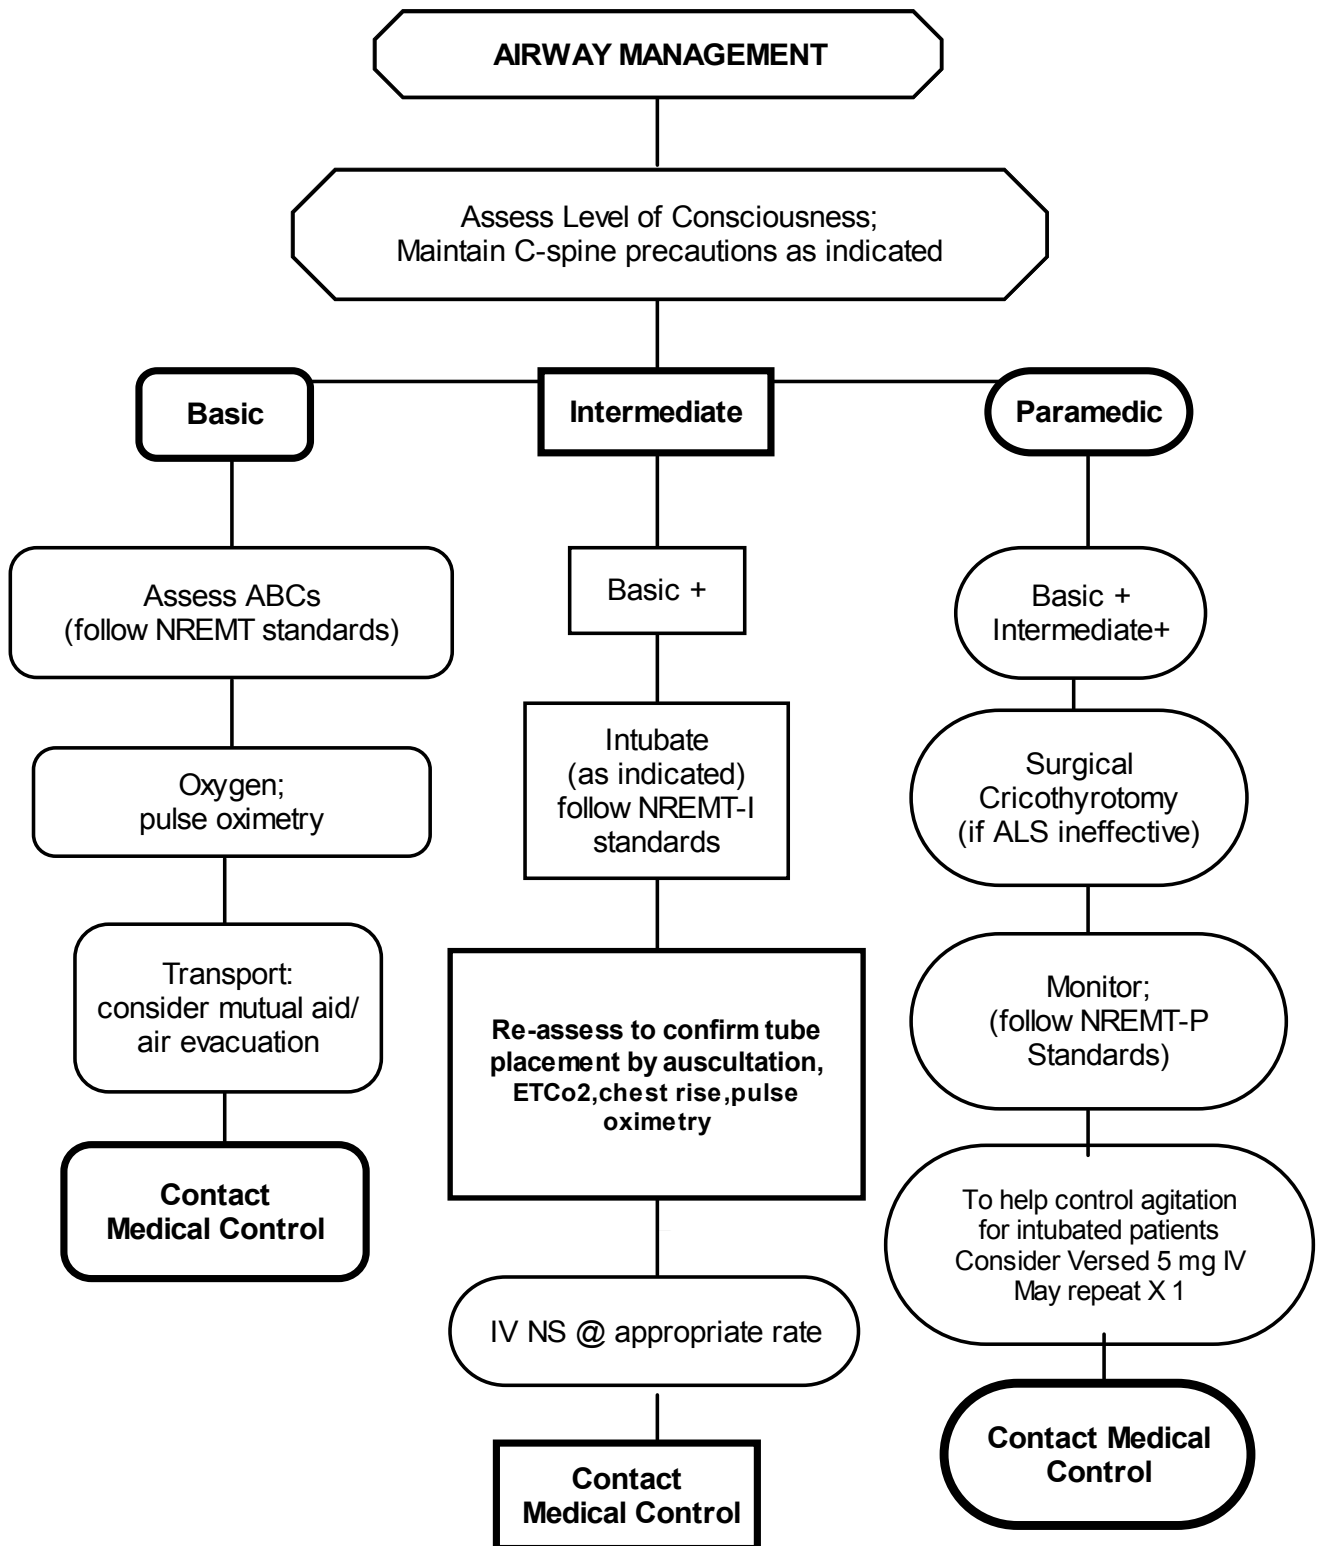 AIRWAY MANAGEMENT
Assess Level of Consciousness;
Maintain C-spine precautions as indicated
Basic
Intermediate
Paramedic
Assess ABCs
(follow NREMT standards)
Oxygen;
pulse oximetry
Transport:
consider mutual aid/
air evacuation
Contact
Medical Control
Basic +
Intubate
(as indicated)
follow NREMT-I
standards
Re-assess to confirm tube
placement by auscultation,
ETCo2,chest rise,pulse
oximetry
IV NS @ appropriate rate
Contact
Medical Control
Basic +
Intermediate+
Surgical
Cricothyrotomy
(if ALS ineffective)
Monitor;
(follow NREMT-P
Standards)
To help control agitation
for intubated patients
Consider Versed 5 mg IV
May repeat X 1
Contact Medical
Control